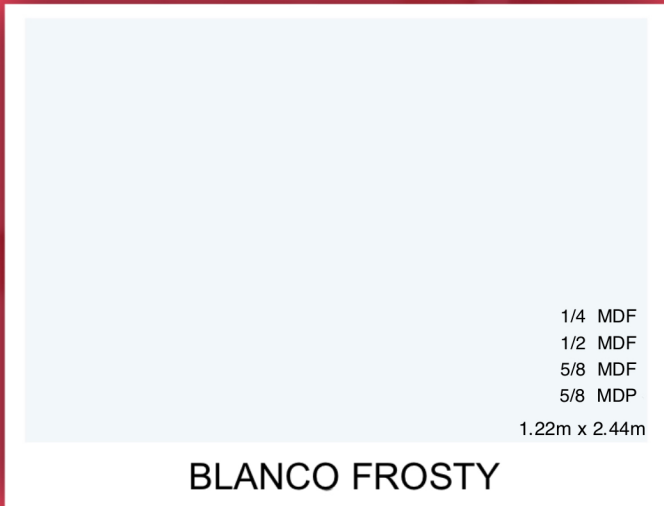 1/4 MDF
1/2 MDF
5/8 MDF
5/8 MDP
1.22m x 2.44m
BLANCO FROSTY